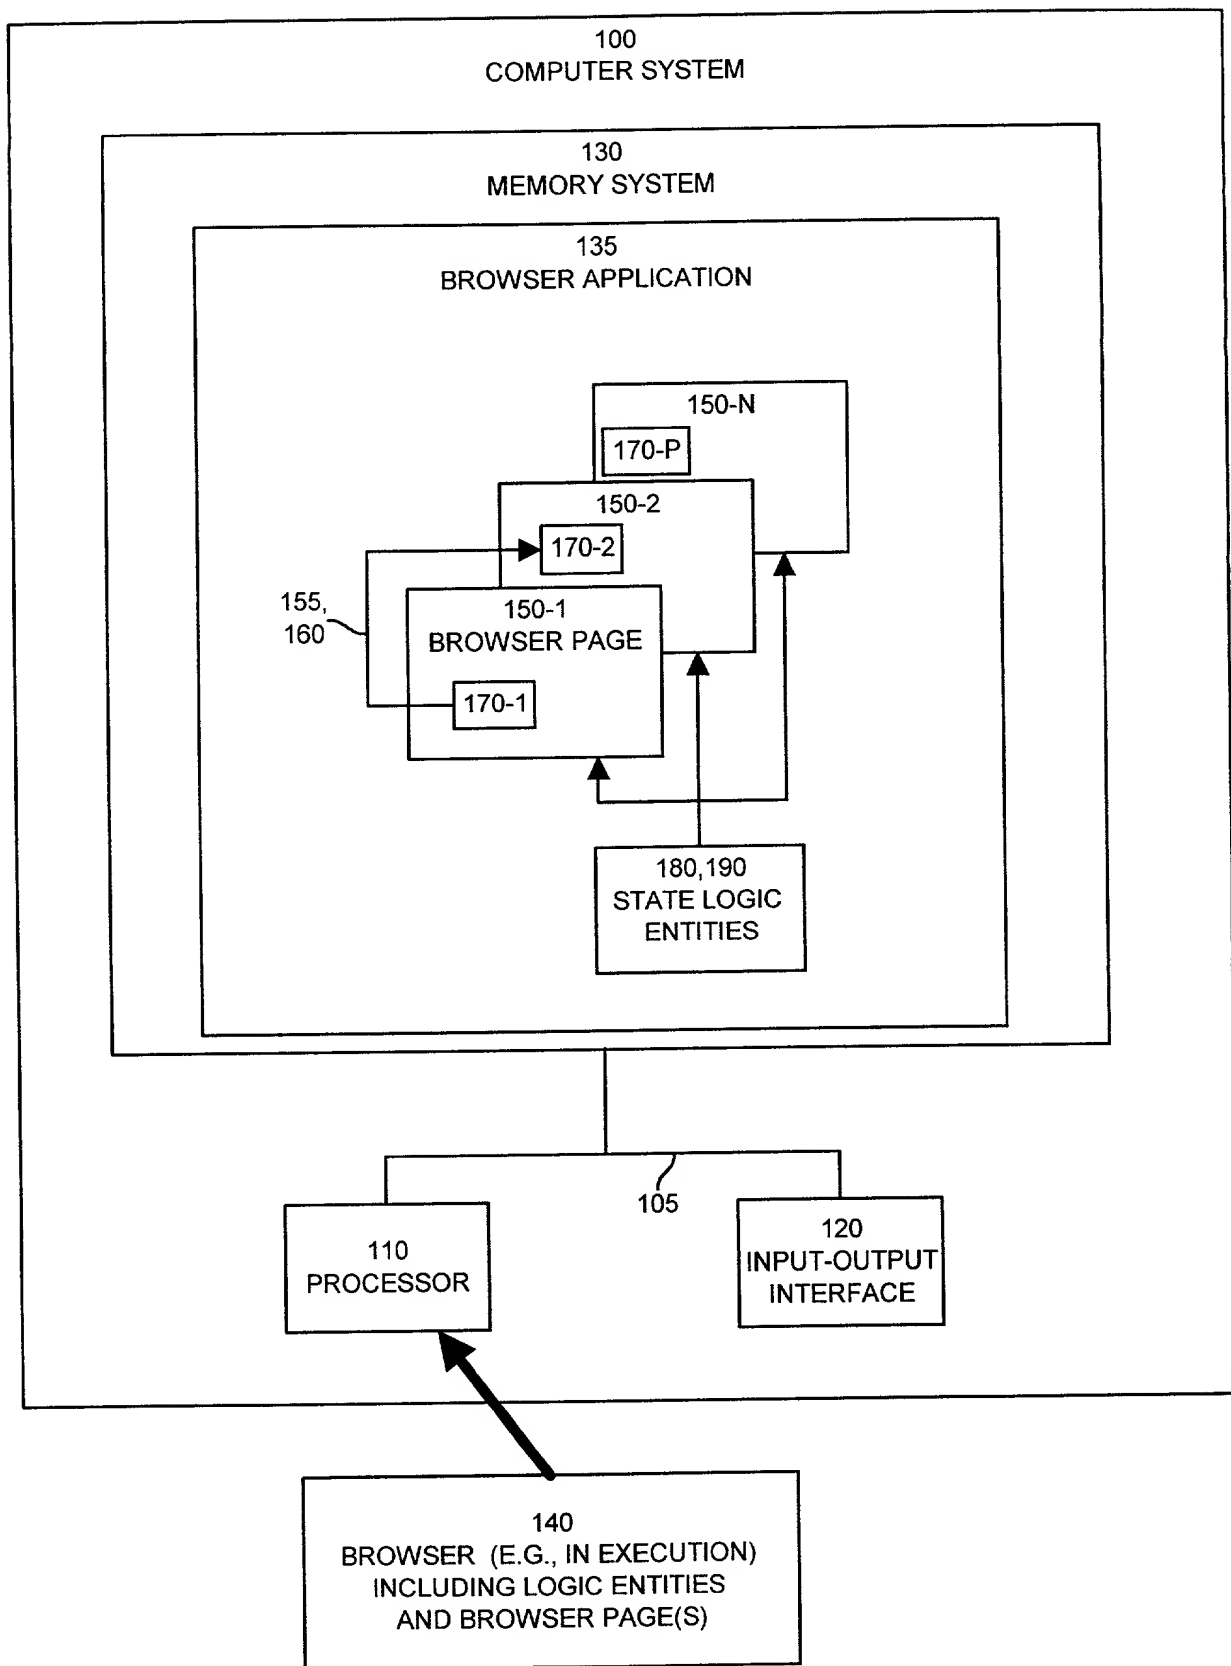 100
COMPUTER SYSTEM
130
MEMORY SYSTEM
135
BROWSER APPLICATION
150-N
170-P
150-2
170-2
150-1
BROWSER PAGE
170-1
155,
160
180,190
STATE LOGIC
ENTITIES
105
110
PROCESSOR
120
INPUT-OUTPUT
INTERFACE
140
BROWSER (E.G., IN EXECUTION)
INCLUDING LOGIC ENTITIES
AND BROWSER PAGE(S)